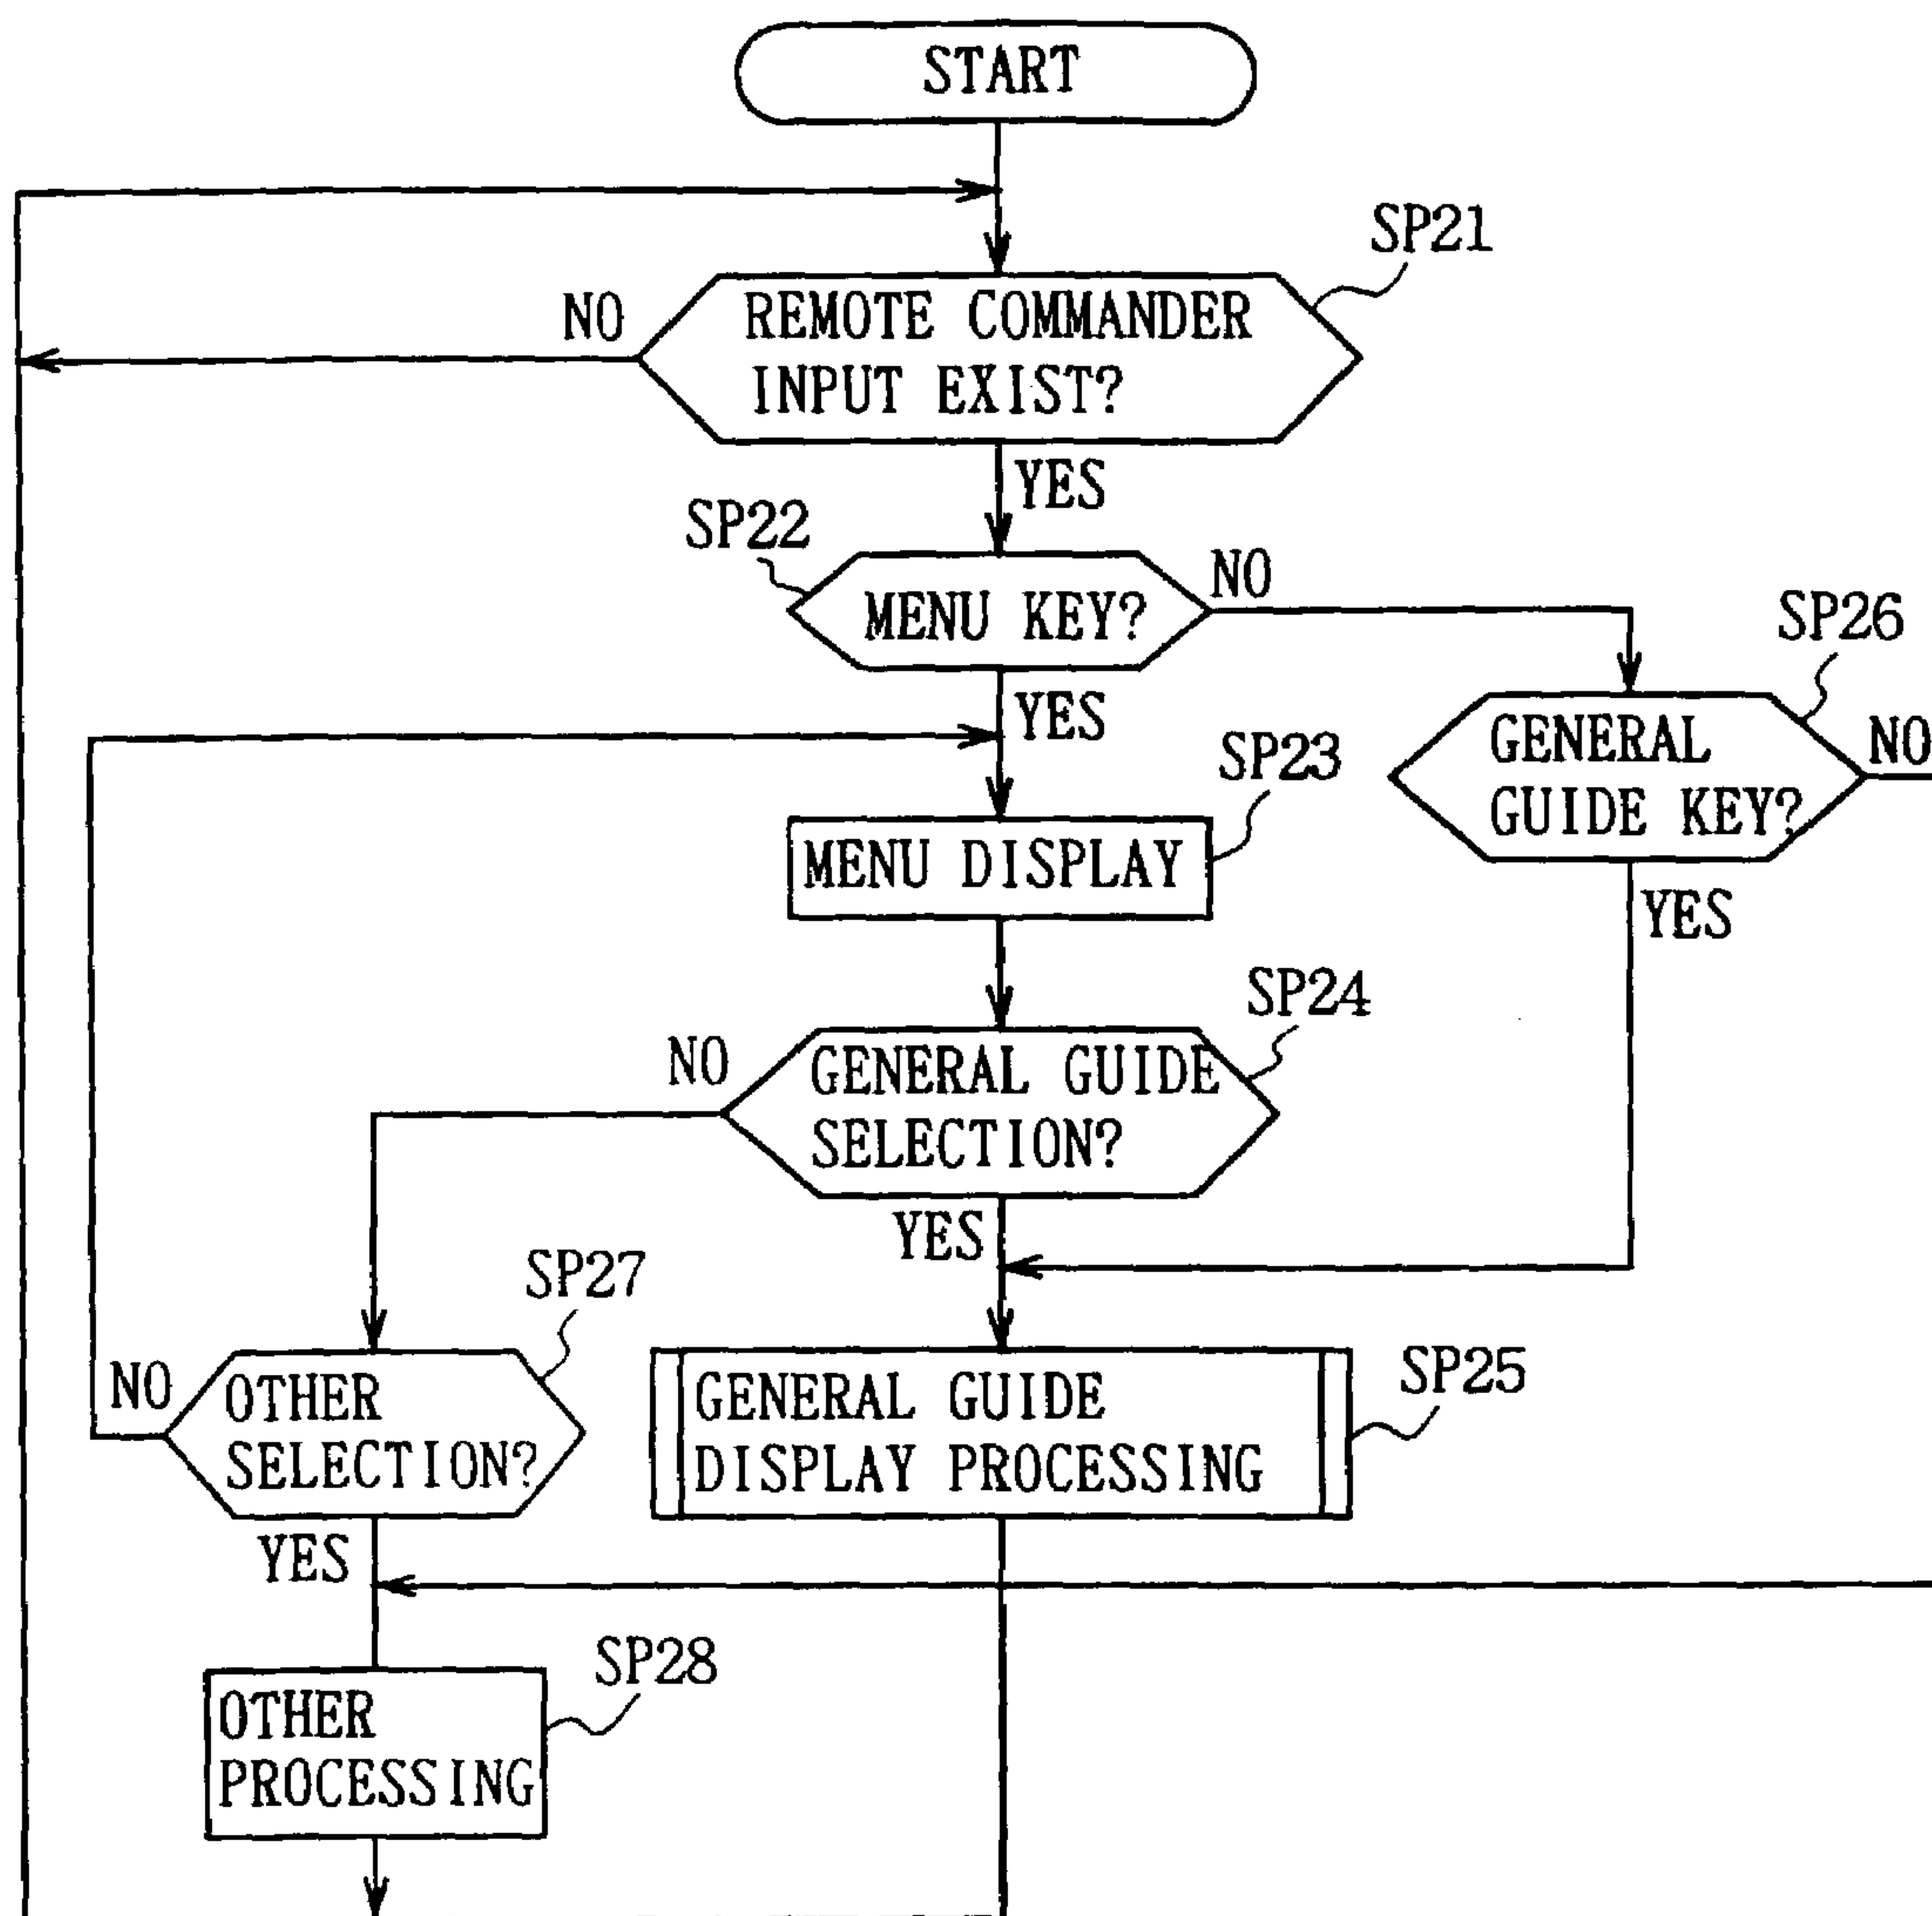 START
SP21
NO
REMOTE COMMANDER
INPUT EXIST?
YES
SP22
NO
MENU KEY?
SP26
YES
GENERAL
GUIDE KEY?
NO
SP23
MENU DISPLAY
YES
SP24
NO
GENERAL GUIDE
SELECTION?
YES
SP27
NO
OTHER
SELECTION?
GENERAL GUIDE
DISPLAY PROCESSING
SP25
YES
SP28
OTHER
PROCESSING